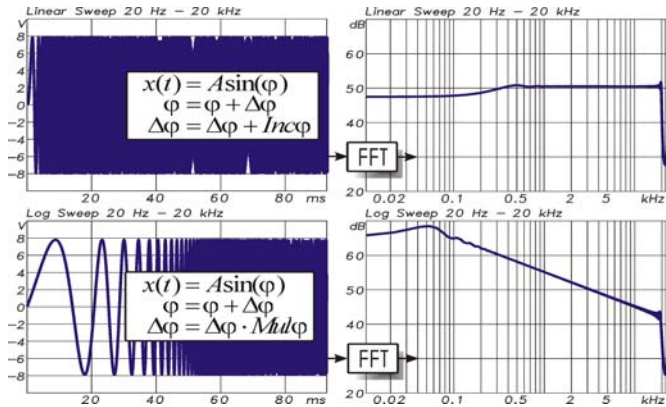 Linear Sweep 20 Hz - 20 kHz
V
8
6
4
2
0
-2
-4
-6
-8
x(t) = Asin(φ)
φ = φ + Δφ
Δφ = Δφ + Incφ
20 40 60 80 ms
FFT
Linear Sweep 20 Hz - 20 kHz
dB
60
50
40
20
0.02 0.1 0.5 2 5 kHz
Log Sweep 20 Hz - 20 kHz
V
8
6
4
2
0
-2
-4
-6
-8
x(t) = Asin(φ)
φ = φ + Δφ
Δφ = Δφ · Mulφ
20 40 60 80 ms
FFT
Log Sweep 20 Hz - 20 kHz
dB
60
50
40
20
0.02 0.1 0.5 2 5 kHz